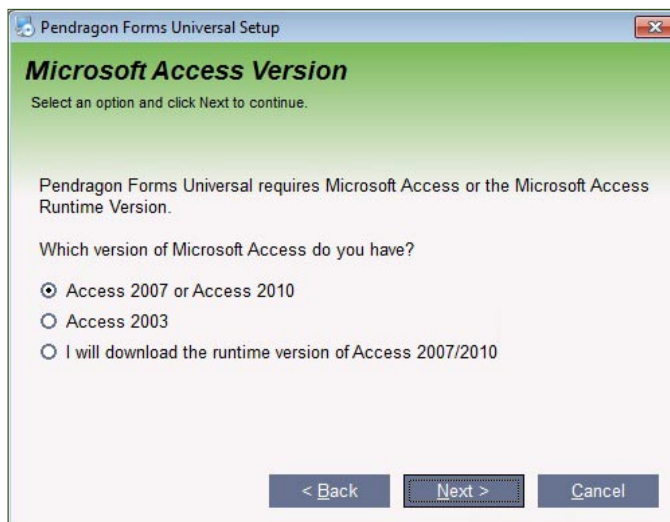 Pendragon Forms Universal Setup
Microsoft Access Version
Select an option and click Next to continue.
Pendragon Forms Universal requires Microsoft Access or the Microsoft Access
Runtime Version.
Which version of Microsoft Access do you have?
Access 2007 or Access 2010
Access 2003
I will download the runtime version of Access 2007/2010
< Back Next > Cancel